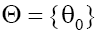 Θ = {θ₀}